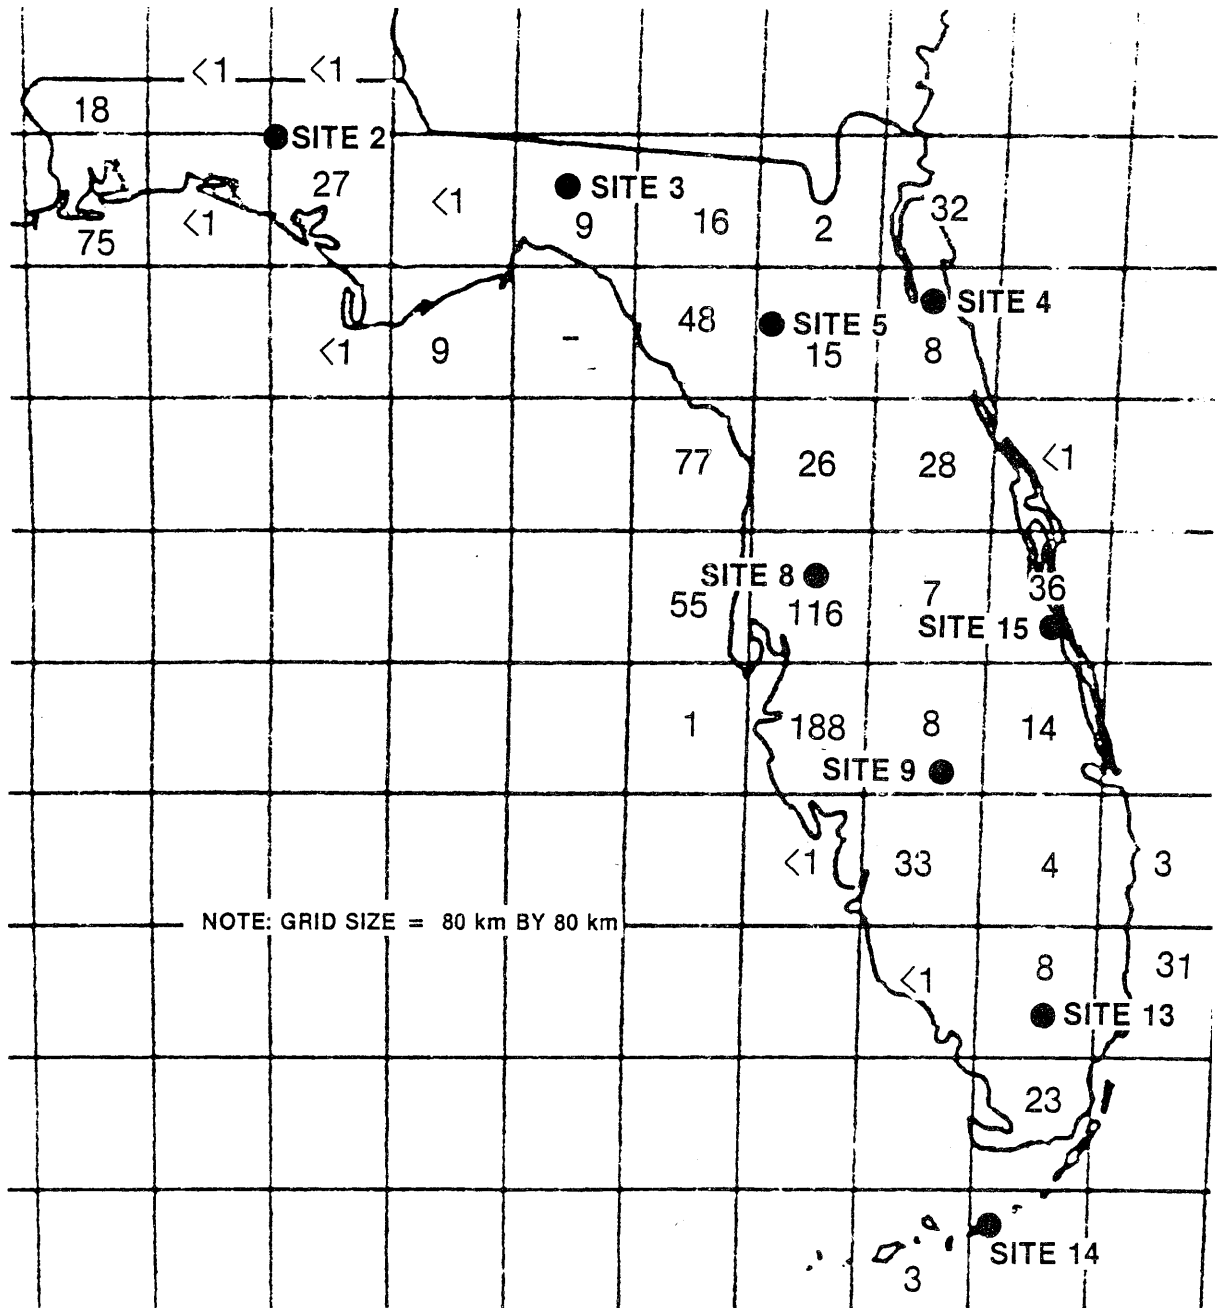 <1 <1
18
SITE 2
27 <1 SITE 3
9 16 2 32
75 <1
SITE 4
48 SITE 5
<1 9 – 15 8
77 26 28 <1
SITE 8
55 116 7 36
SITE 15
1 188 8 14
SITE 9
<1 33 4 3
NOTE: GRID SIZE = 80 km BY 80 km
<1 8 31
SITE 13
23
SITE 14
3